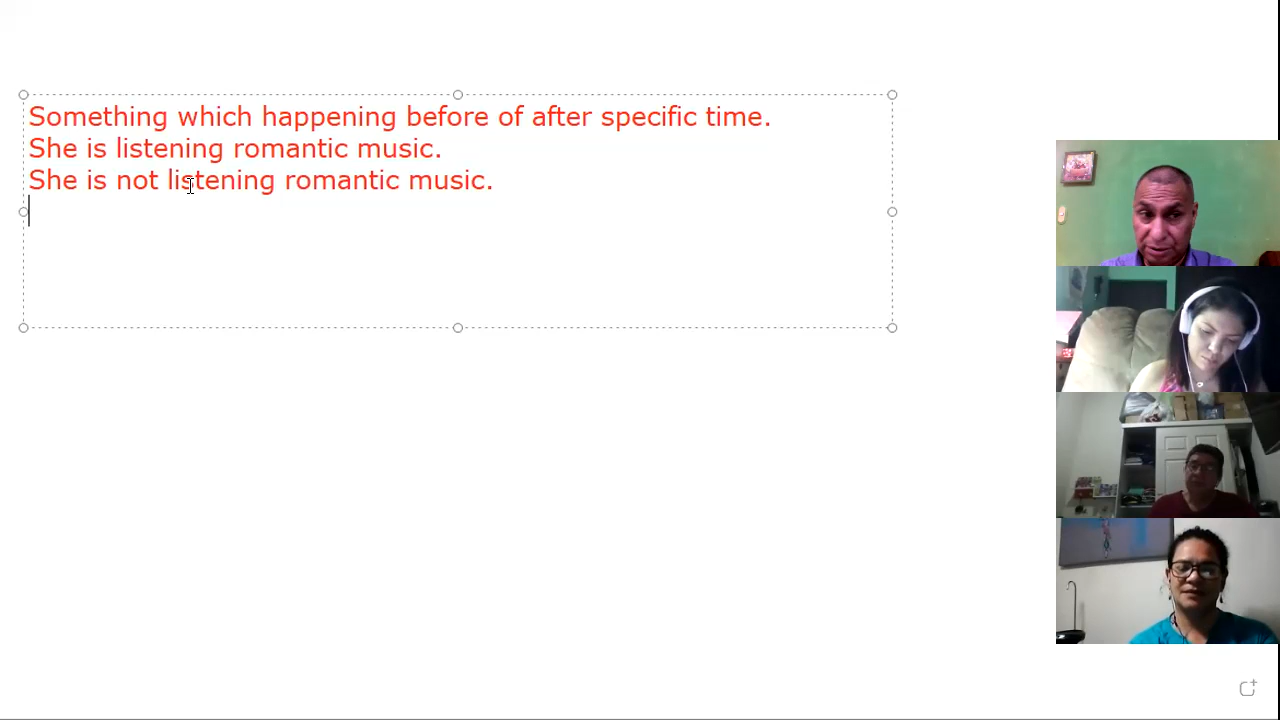 Something which happening before of after specific time.
She is listening romantic music.
She is not listening romantic music.